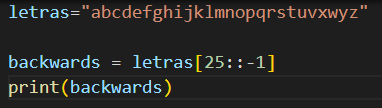 letras="abcdefghijklmnopqrstuvxwyz"
backwards = letras[25::-1]
print(backwards)